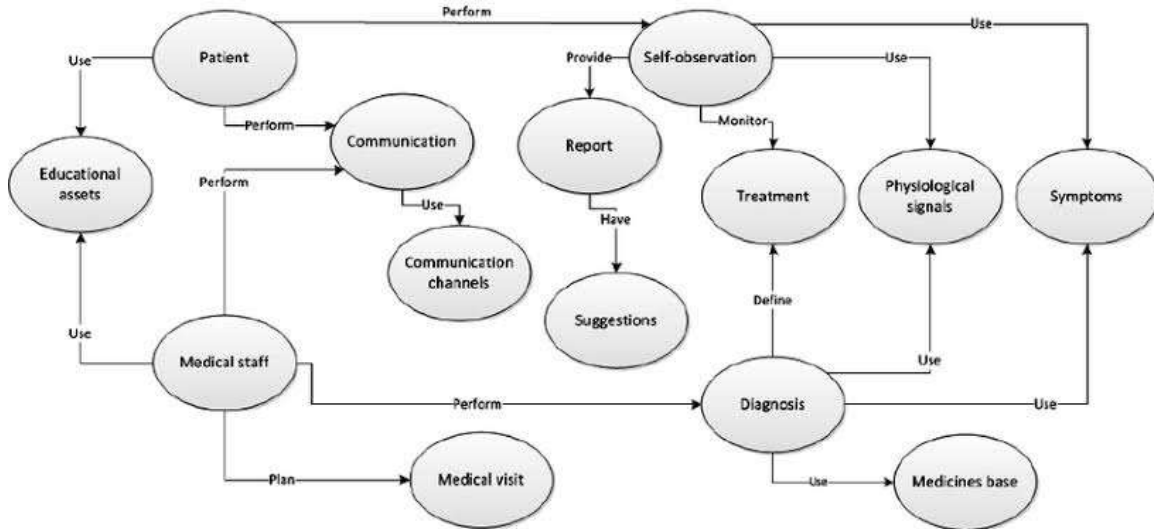 Perform
Use
Patient
Self-observation
Use
Provide
Use
Monitor
Perform
Communication
Report
Educational
assets
Perform
Treatment
Physiological
signals
Symptoms
Use
Have
Communication
channels
Define
Suggestions
Use
Medical staff
Use
Perform
Diagnosis
Use
Plan
Medical visit
Use
Medicines base